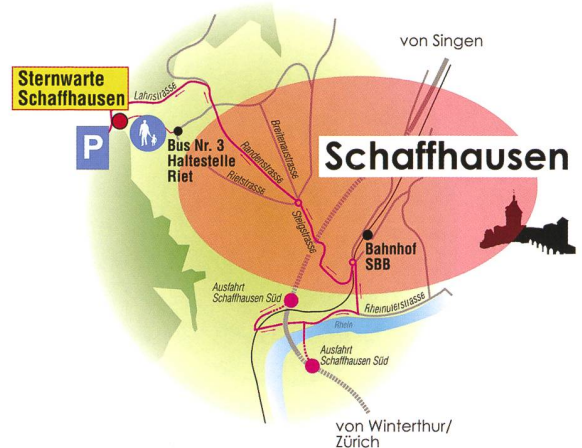 von Singen
Sternwarte
Schaffhausen
Lahnstrasse
P
Bus Nr. 3
Haltestelle
Riet
Breitenaustrasse
Randenstrasse
Rietstrasse
Schaffhausen
Steigstrasse
Bahnhof
SBB
Ausfahrt
Schaffhausen Süd
Rheinuferstrasse
Rhein
Ausfahrt
Schaffhausen Süd
von Winterthur/
Zürich